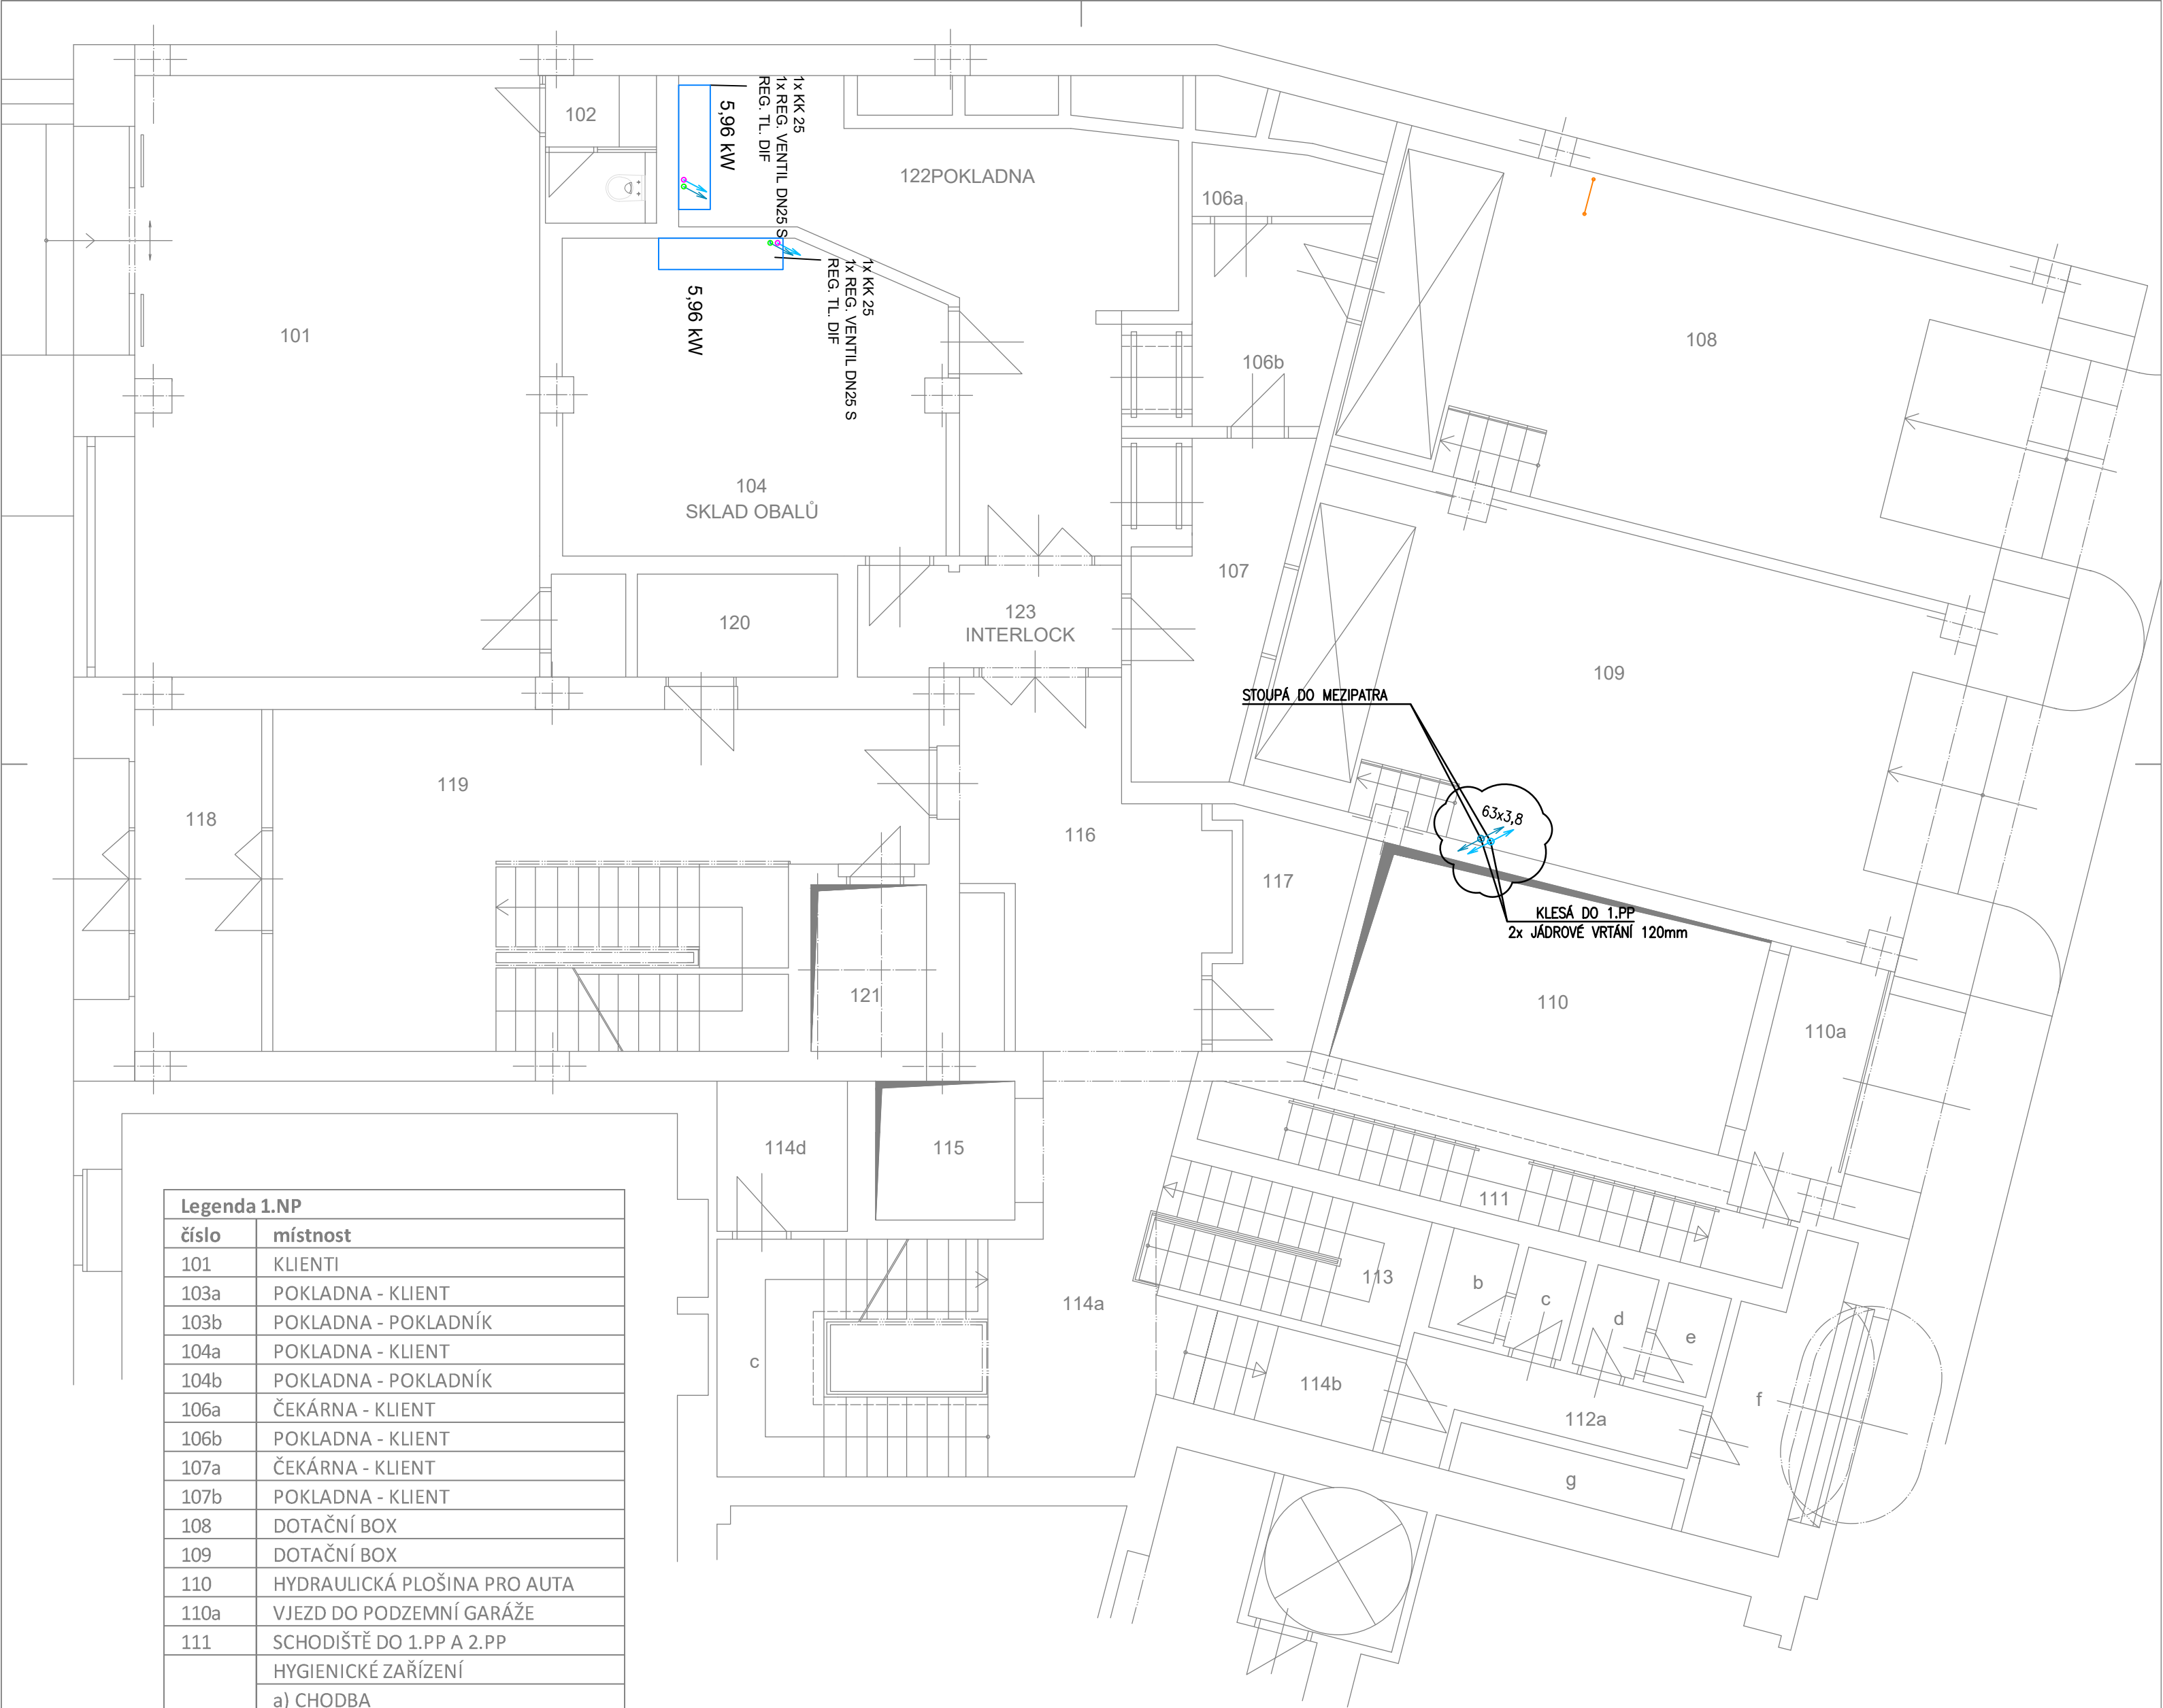 102
1x KK 25
1x REG. VENTIL DN25 S
REG. TL. DIF
5,96 kW
122POKLADNA
106a
101
1x KK 25
1x REG. VENTIL DN25 S
REG. TL. DIF
5,96 kW
106b
108
104
SKLAD OBALŮ
107
120
123
INTERLOCK
109
STOUPÁ DO MEZIPATRA
119
118
116
63x3,8
117
KLESÁ DO 1.PP
2x JÁDROVÉ VRTÁNÍ 120mm
121
110
110a
114d
115
111
113
b
c
d
e
114a
c
114b
112a
f
g
Legenda 1.NP
číslo místnost
101 KLIENTI
103a POKLADNA - KLIENT
103b POKLADNA - POKLADNÍK
104a POKLADNA - KLIENT
104b POKLADNA - POKLADNÍK
106a ČEKÁRNA - KLIENT
106b POKLADNA - KLIENT
107a ČEKÁRNA - KLIENT
107b POKLADNA - KLIENT
108 DOTAČNÍ BOX
109 DOTAČNÍ BOX
110 HYDRAULICKÁ PLOŠINA PRO AUTA
110a VJEZD DO PODZEMNÍ GARÁŽE
111 SCHODIŠTĚ DO 1.PP A 2.PP
HYGIENICKÉ ZAŘÍZENÍ
a) CHODBA